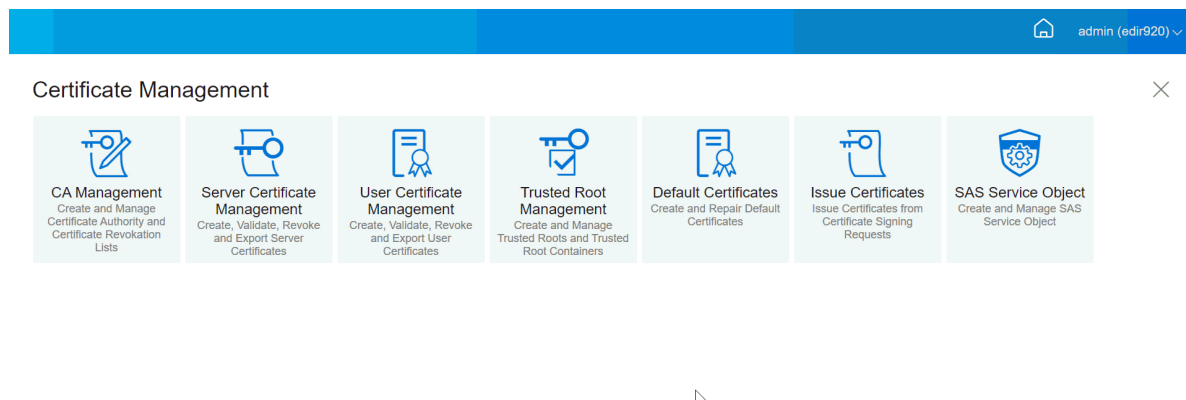 admin (edir920)
Certificate Management
CA Management
Create and Manage
Certificate Authority and
Certificate Revokation
Lists
Server Certificate
Management
Create, Validate, Revoke
and Export Server
Certificates
User Certificate
Management
Create, Validate, Revoke
and Export User
Certificates
Trusted Root
Management
Create and Manage
Trusted Roots and Trusted
Root Containers
Default Certificates
Create and Repair Default
Certificates
Issue Certificates
Issue Certificates from
Certificate Signing
Requests
SAS Service Object
Create and Manage SAS
Service Object